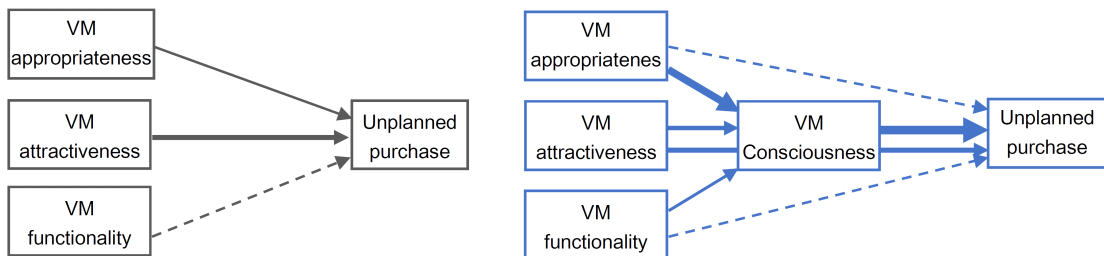 VM
appropriateness
VM
attractiveness
VM
functionality
Unplanned
purchase
VM
appropriatenes
VM
attractiveness
VM
functionality
VM
Consciousness
Unplanned
purchase